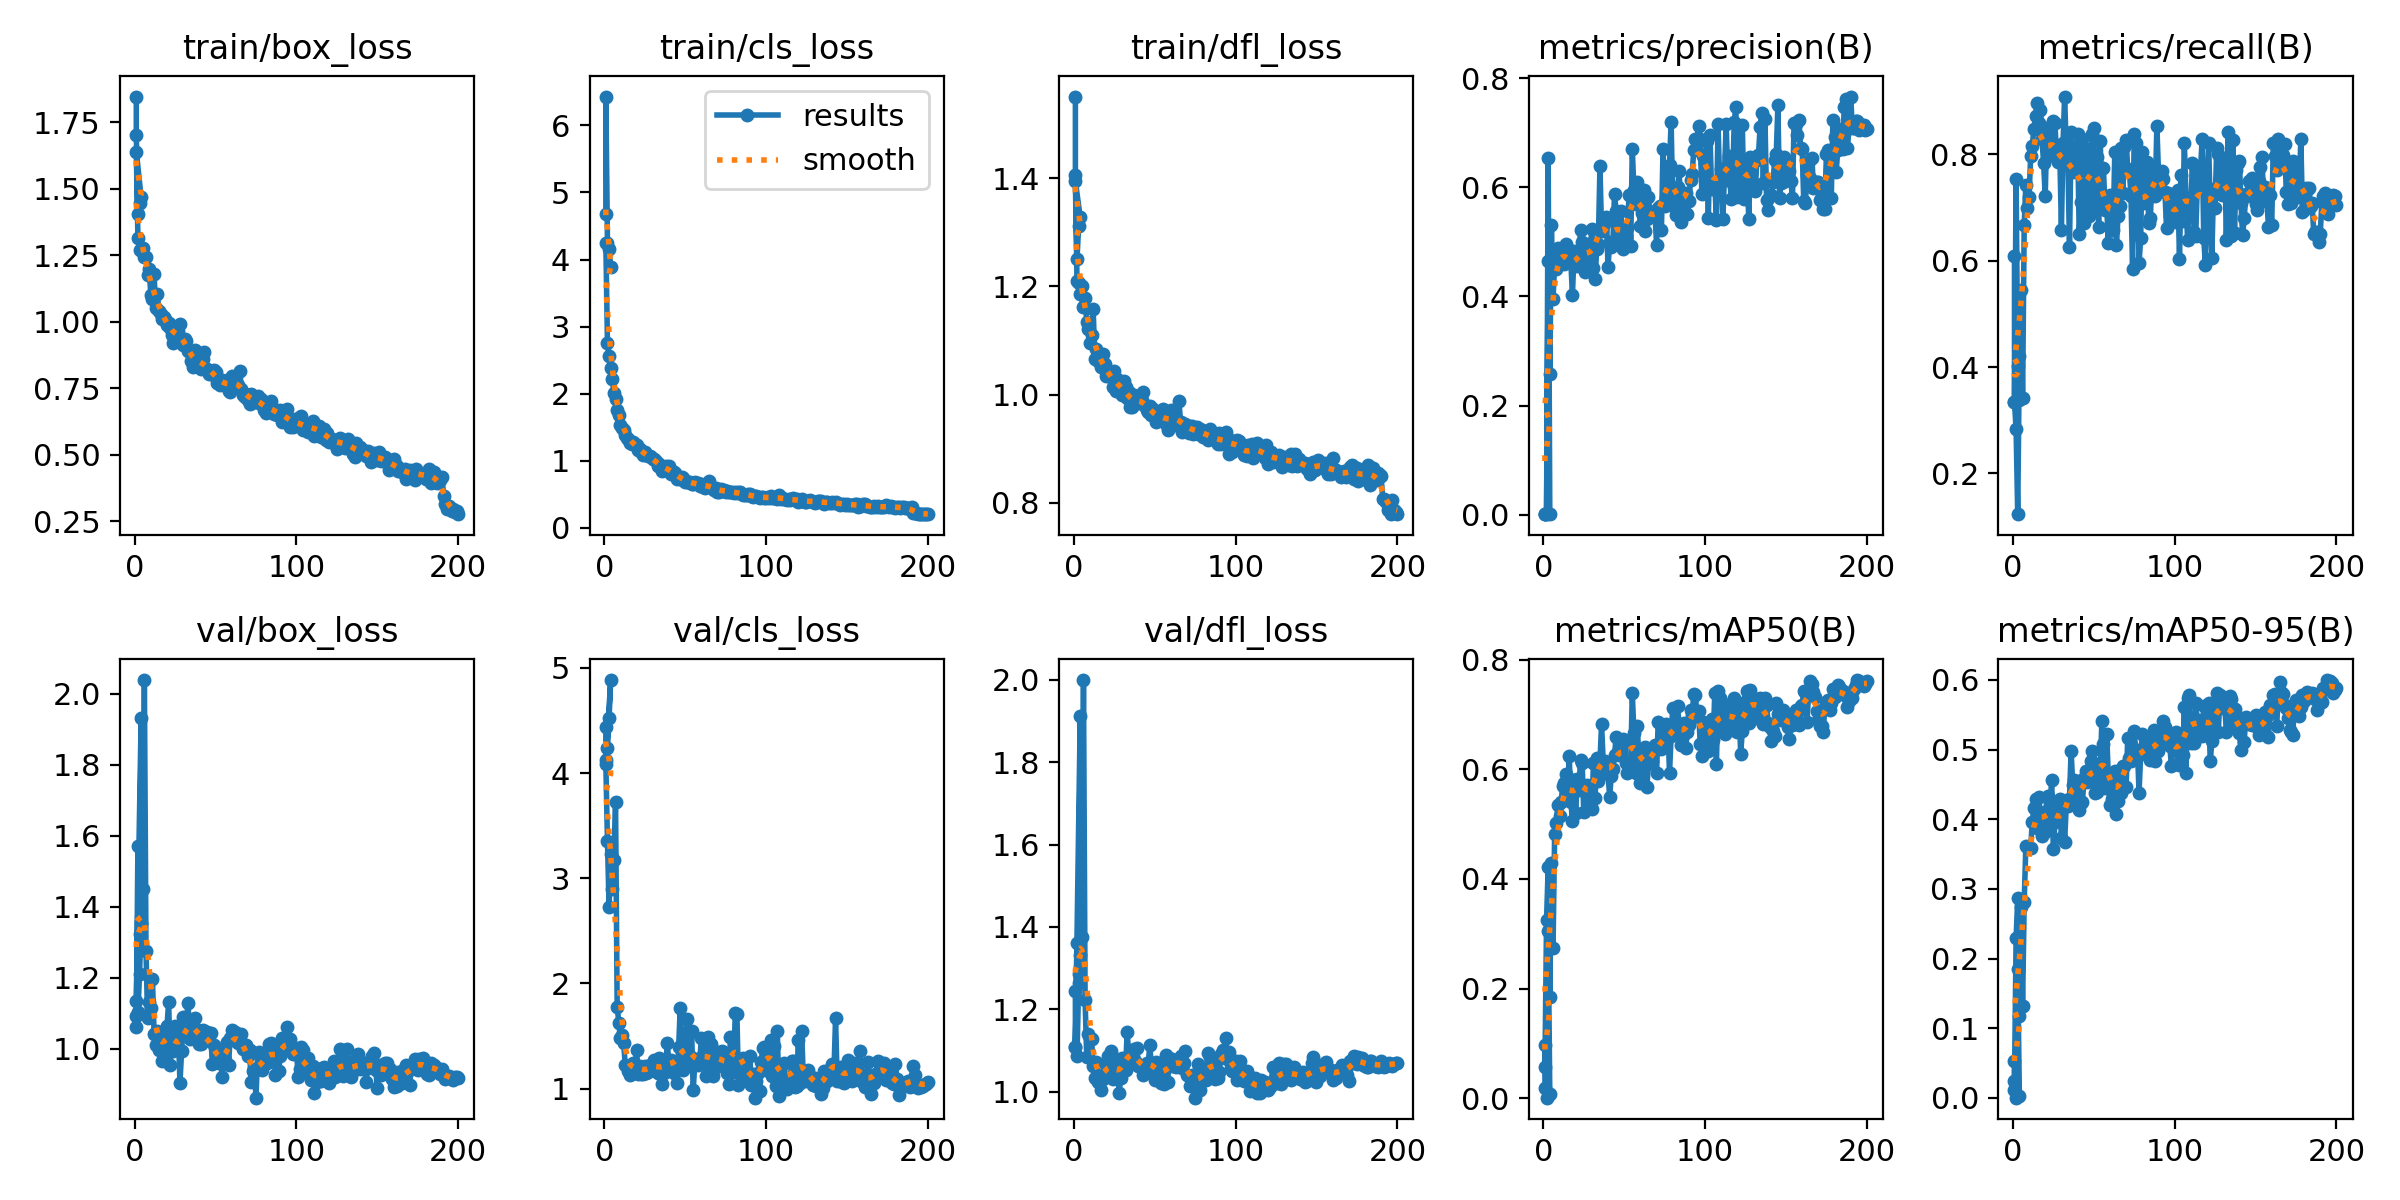 train/box_loss
1.75
1.50
1.25
1.00
0.75
0.50
0.25
0 100 200
train/cls_loss
results
smooth
6
5
4
3
2
1
0
0 100 200
train/dfl_loss
1.4
1.2
1.0
0.8
0 100 200
metrics/precision(B)
0.8
0.6
0.4
0.2
0.0
0 100 200
metrics/recall(B)
0.8
0.6
0.4
0.2
0 100 200
val/box_loss
2.0
1.8
1.6
1.4
1.2
1.0
0 100 200
val/cls_loss
5
4
3
2
1
0 100 200
val/dfl_loss
2.0
1.8
1.6
1.4
1.2
1.0
0 100 200
metrics/mAP50(B)
0.8
0.6
0.4
0.2
0.0
0 100 200
metrics/mAP50-95(B)
0.6
0.5
0.4
0.3
0.2
0.1
0.0
0 100 200